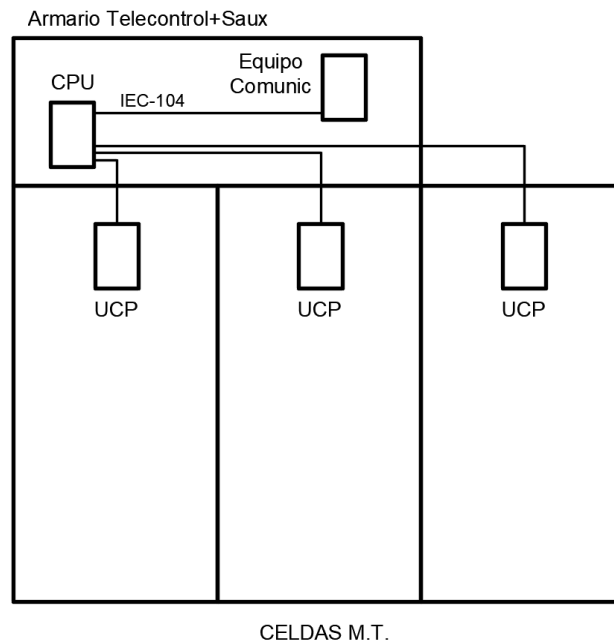 Armario Telecontrol+Saux
CPU
IEC-104
Equipo
Comunic
UCP
UCP
UCP
CELDAS M.T.